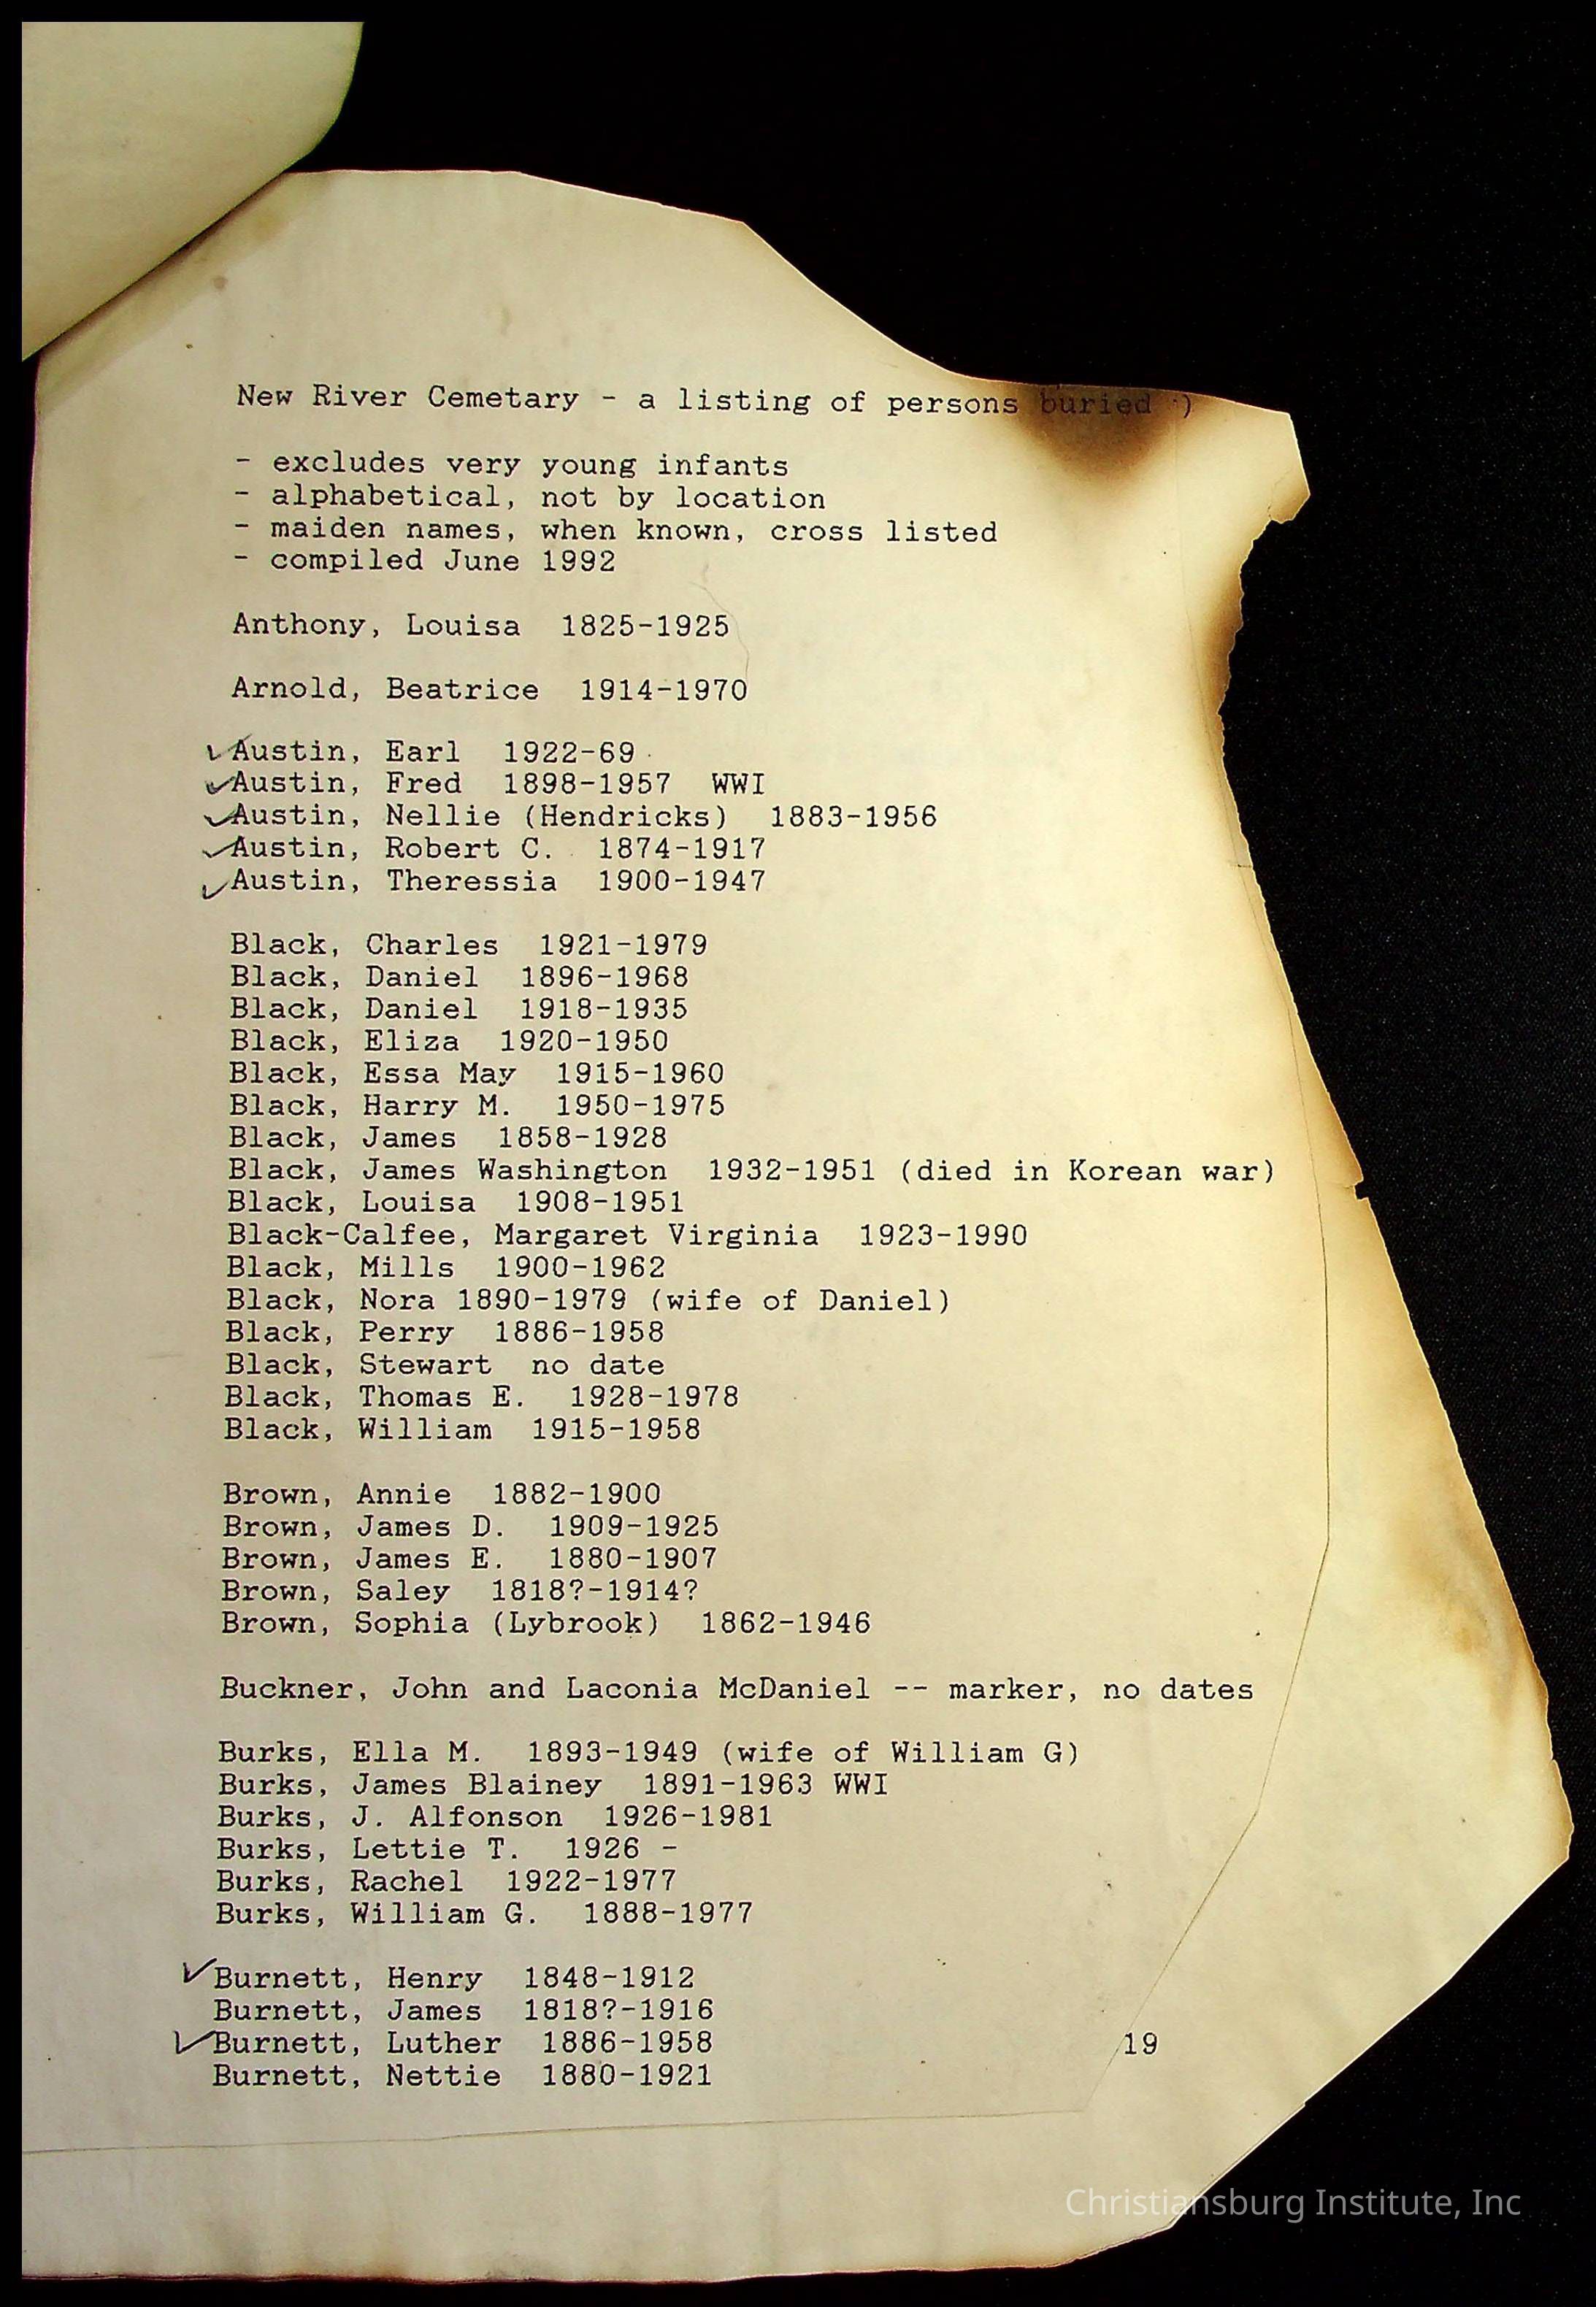 New River Cemetary - a listing of persons buried )
- excludes very young infants
- alphabetical, not by location
- maiden names, when known, cross listed
- compiled June 1992
Anthony, Louisa 1825-1925
Arnold, Beatrice 1914-1970
✓Austin, Earl 1922-69
✓Austin, Fred 1898-1957 WWI
✓Austin, Nellie (Hendricks) 1883-1956
✓Austin, Robert C. 1874-1917
✓Austin, Theressia 1900-1947
Black, Charles 1921-1979
Black, Daniel 1896-1968
Black, Daniel 1918-1935
Black, Eliza 1920-1950
Black, Essa May 1915-1960
Black, Harry M. 1950-1975
Black, James 1858-1928
Black, James Washington 1932-1951 (died in Korean war)
Black, Louisa 1908-1951
Black-Calfee, Margaret Virginia 1923-1990
Black, Mills 1900-1962
Black, Nora 1890-1979 (wife of Daniel)
Black, Perry 1886-1958
Black, Stewart no date
Black, Thomas E. 1928-1978
Black, William 1915-1958
Brown, Annie 1882-1900
Brown, James D. 1909-1925
Brown, James E. 1880-1907
Brown, Saley 1818?-1914?
Brown, Sophia (Lybrook) 1862-1946
Buckner, John and Laconia McDaniel -- marker, no dates
Burks, Ella M. 1893-1949 (wife of William G)
Burks, James Blainey 1891-1963 WWI
Burks, J. Alfonson 1926-1981
Burks, Lettie T. 1926 -
Burks, Rachel 1922-1977
Burks, William G. 1888-1977
✓Burnett, Henry 1848-1912
Burnett, James 1818?-1916
✓Burnett, Luther 1886-1958 19
Burnett, Nettie 1880-1921
Christiansburg Institute, Inc